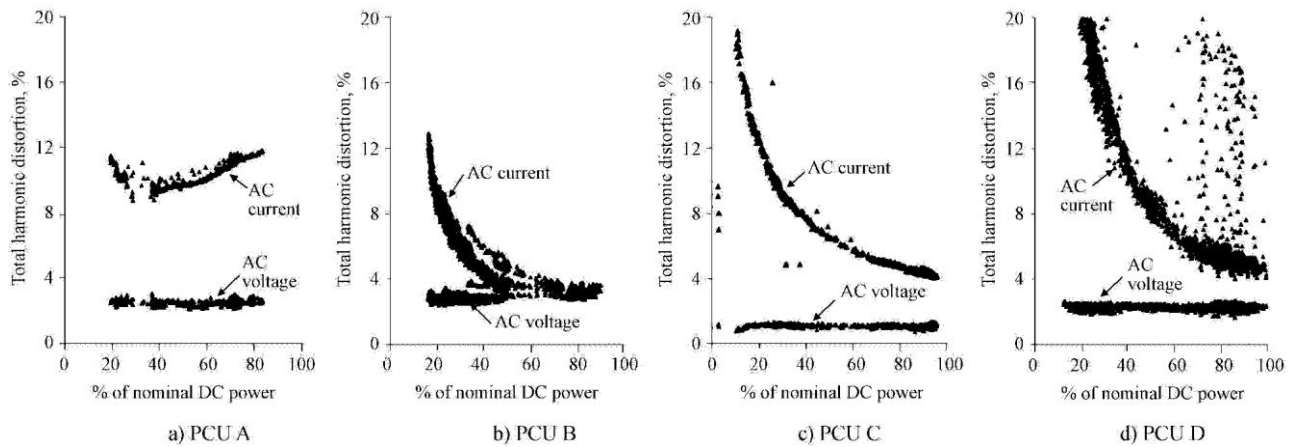 Total harmonic distortion, %
20
16
12
8
4
0
AC
current
AC
voltage
0 20 40 60 80 100
% of nominal DC power
a) PCU A
Total harmonic distortion, %
20
16
12
8
4
0
AC current
AC voltage
0 20 40 60 80 100
% of nominal DC power
b) PCU B
Total harmonic distortion, %
20
16
12
8
4
0
AC current
AC voltage
0 20 40 60 80 100
% of nominal DC power
c) PCU C
Total harmonic distortion, %
20
16
12
8
4
0
AC
current
AC
voltage
0 20 40 60 80 100
% of nominal DC power
d) PCU D